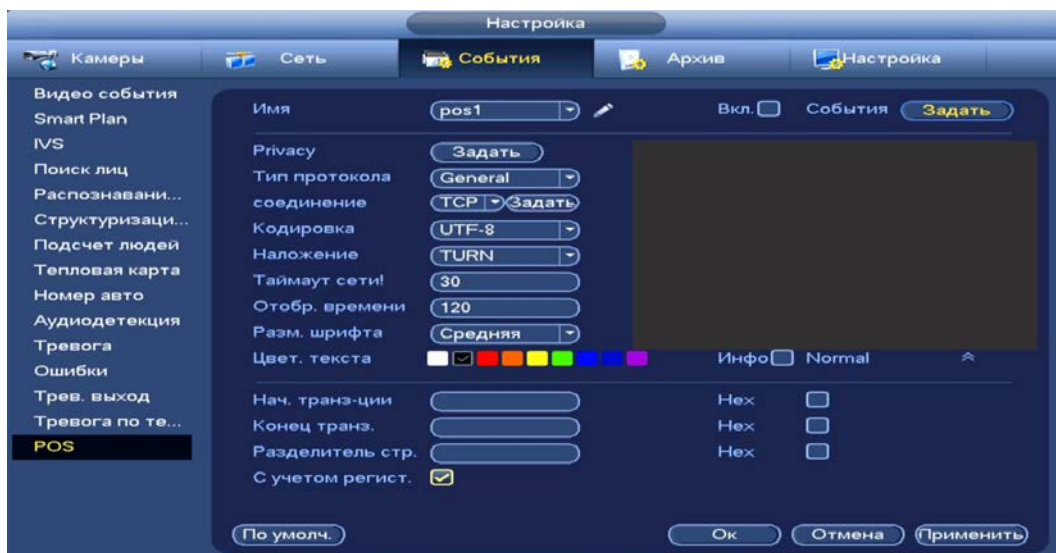 Настройка
Камеры Сеть События Архив Настройка
Видео события
Smart Plan
IVS
Поиск лиц
Распознавани...
Структуризаци...
Подсчет людей
Тепловая карта
Номер авто
Аудиодетекция
Тревога
Ошибки
Трев. выход
Тревога по те...
POS
Имя pos1 Вкл. События Задать
Privacy Задать
Тип протокола General
соединение TCP Задать
Кодировка UTF-8
Наложение TURN
Таймаут сети! 30
Отобр. времени 120
Разм. шрифта Средняя
Цвет. текста Инфо Normal
Нач. транз-ции Hex
Конец транз. Hex
Разделитель стр. Hex
С учетом регист.
По умолч. Ок Отмена Применить